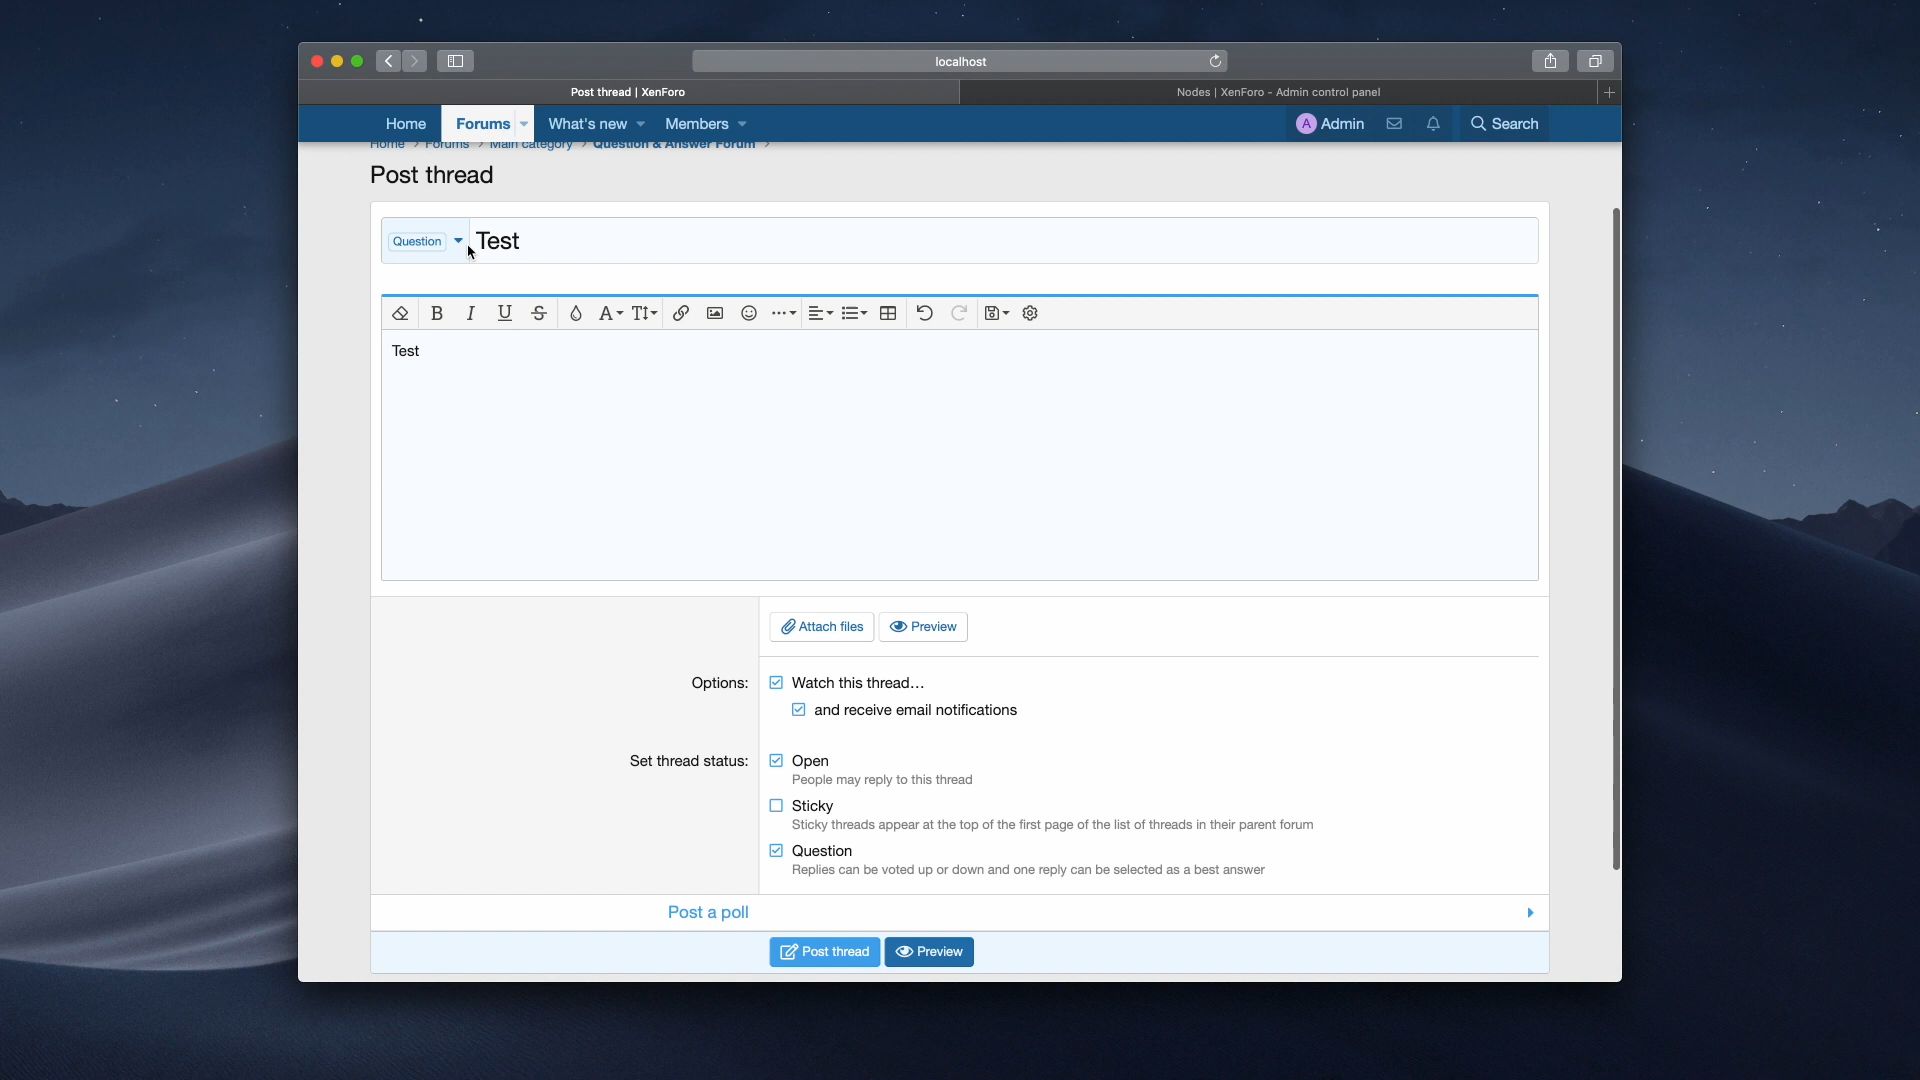 localhost
Post thread | XenForo
Nodes | XenForo - Admin control panel
Home Forums What's new Members A Admin Search
Home Forums Main category Question & Answer Forum
Post thread
Question Test
B I U S A T
Test
Attach files Preview
Options: Watch this thread...
and receive email notifications
Set thread status: Open
People may reply to this thread
Sticky
Sticky threads appear at the top of the first page of the list of threads in their parent forum
Question
Replies can be voted up or down and one reply can be selected as a best answer
Post a poll
Post thread Preview